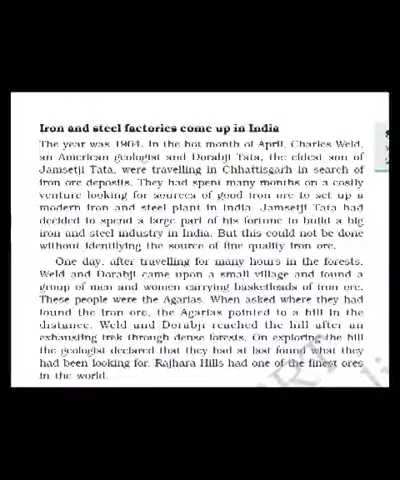 Iron and steel factories come up in India
The year was 1904. In the hot month of April, Charles Weld,
an American geologist and Dorabji Tata, the eldest son of
Jamsetji Tata, were travelling in Chhattisgarh in search of
iron ore deposits. They had spent many months on a costly
venture looking for sources of good iron ore to set up a
modern iron and steel plant in India. Jamsetji Tata had
decided to spend a large part of his fortune to build a big
iron and steel industry in India. But this could not be done
without identifying the source of fine quality iron ore.
One day, after travelling for many hours in the forests,
Weld and Dorabji came upon a small village and found a
group of men and women carrying basketloads of iron ore.
These people were the Agarias. When asked where they had
found the iron ore, the Agarias pointed to a hill in the
distance. Weld and Dorabji reached the hill after an
exhausting trek through dense forests. On exploring the hill
the geologist declared that they had at last found what they
had been looking for. Rajhara Hills had one of the finest ores
in the world.